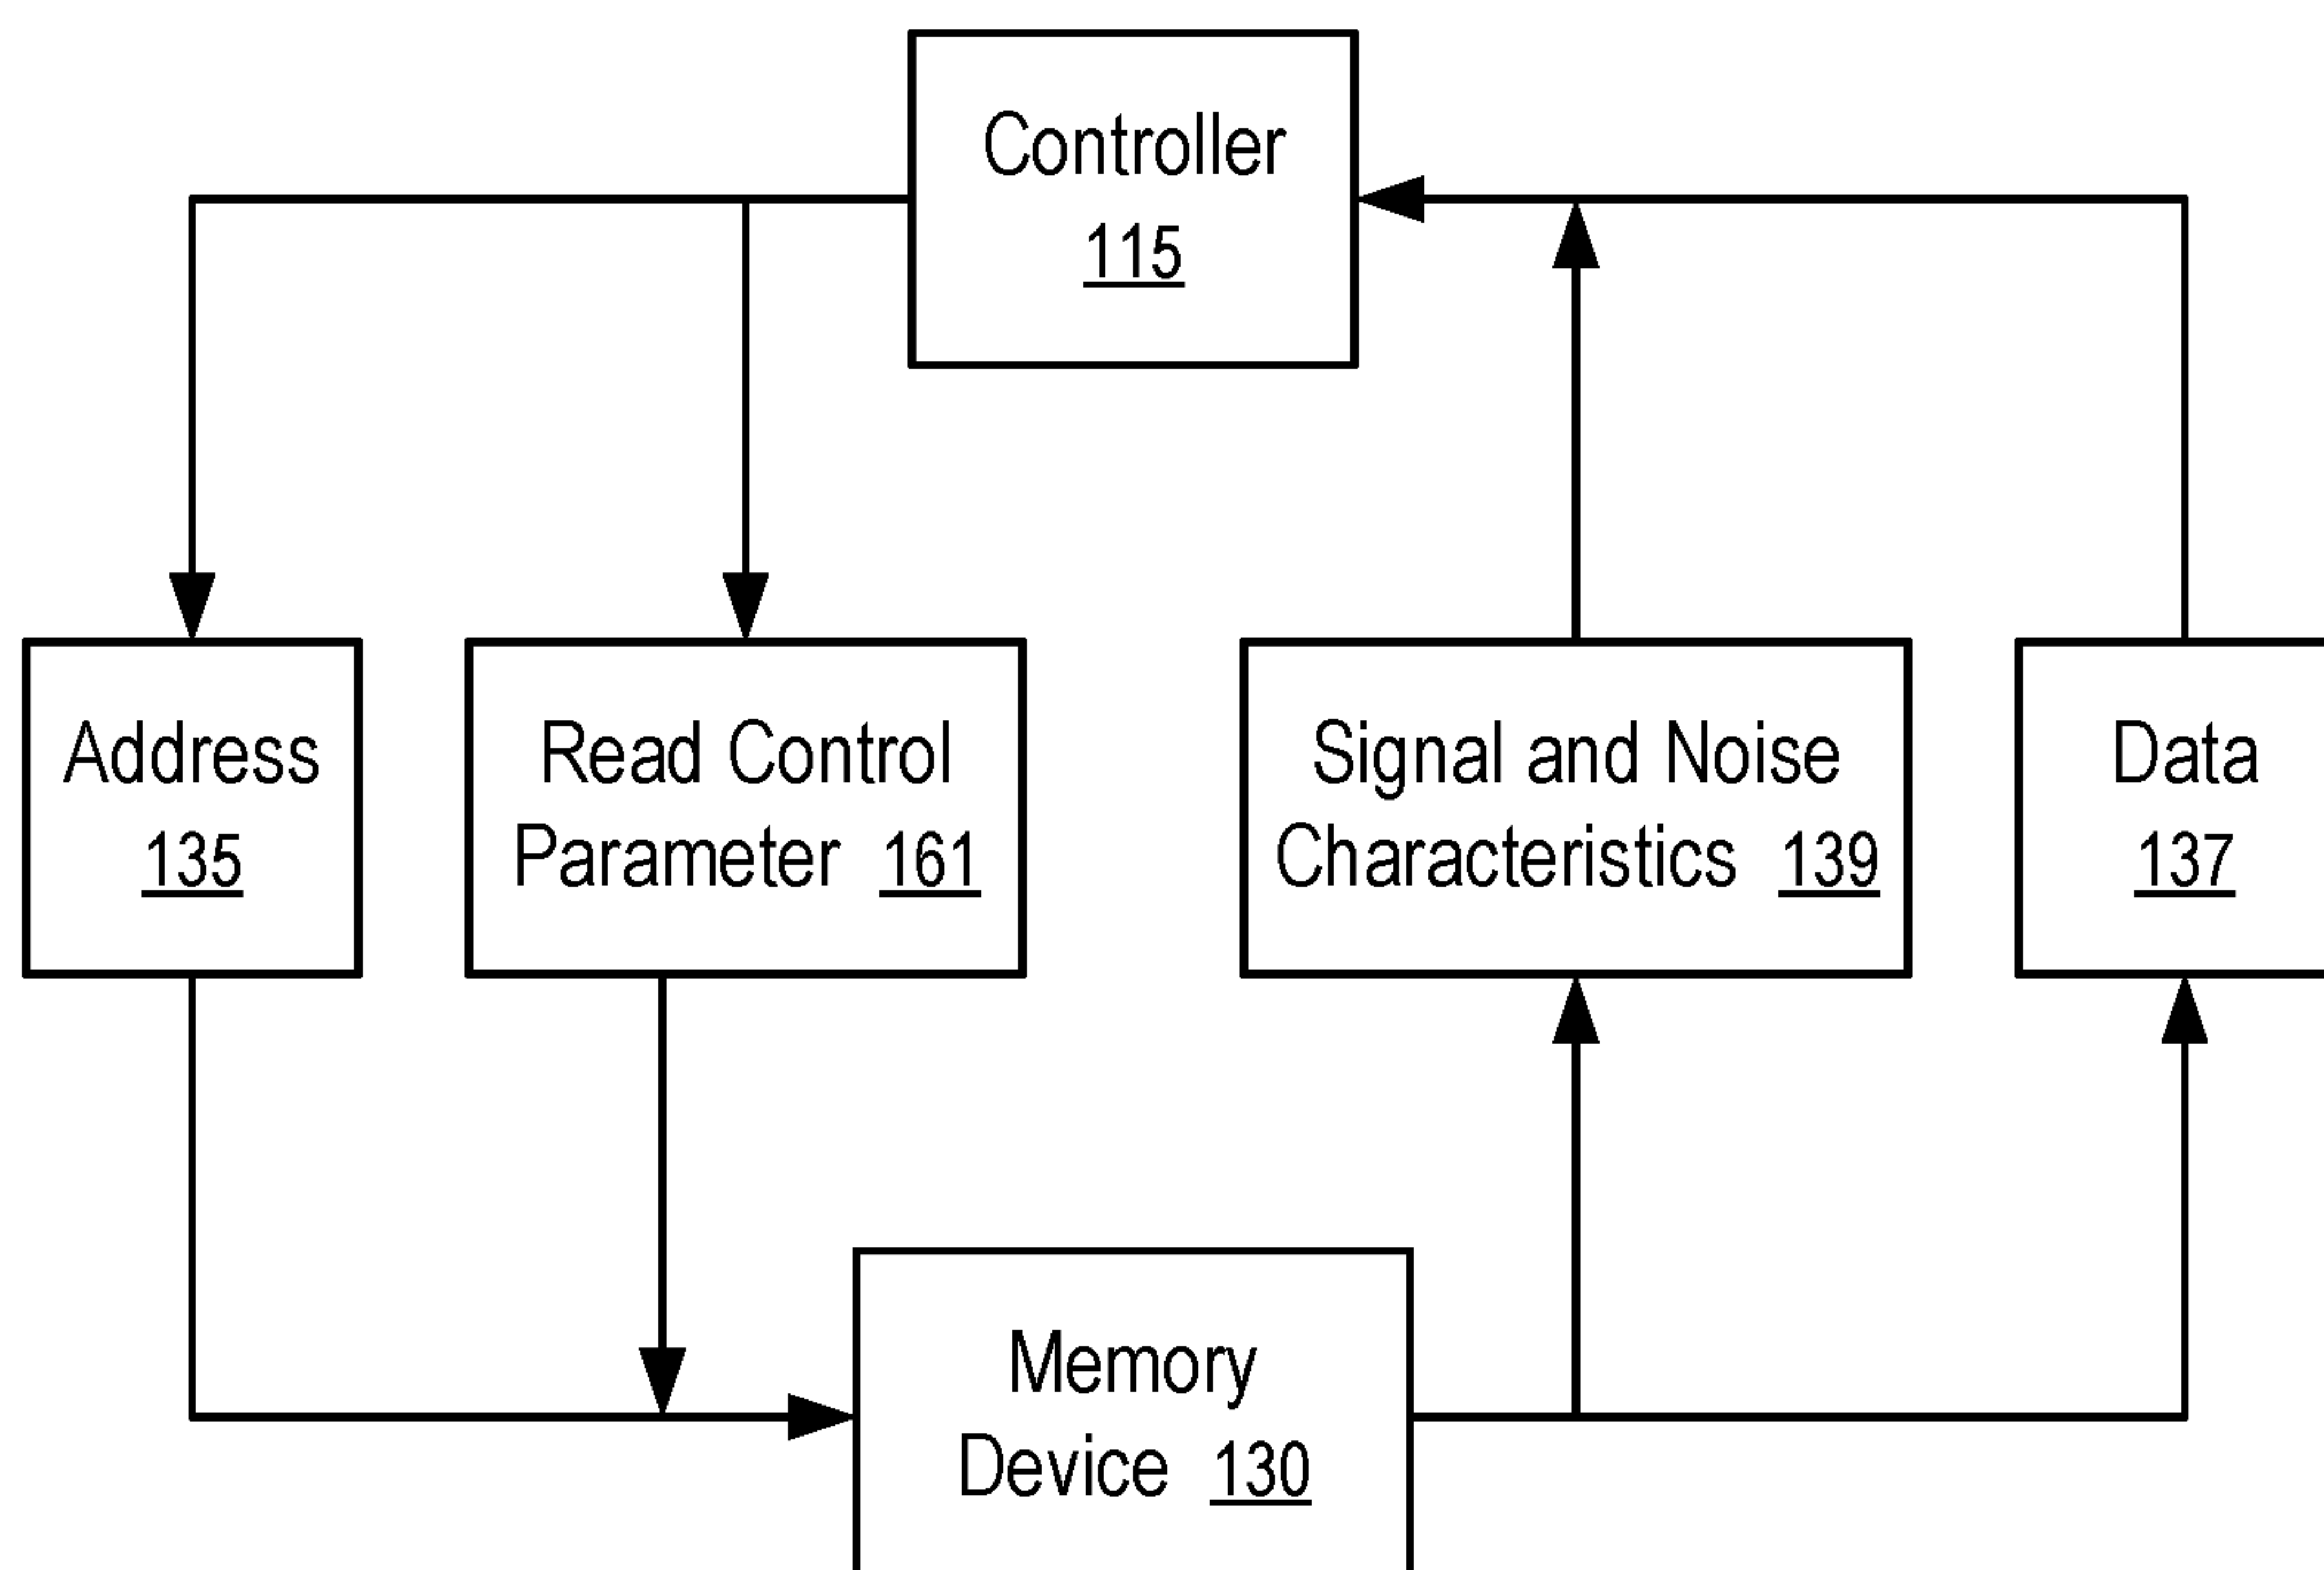 Controller
115
Address
135
Read Control
Parameter 161
Signal and Noise
Characteristics 139
Data
137
Memory
Device 130